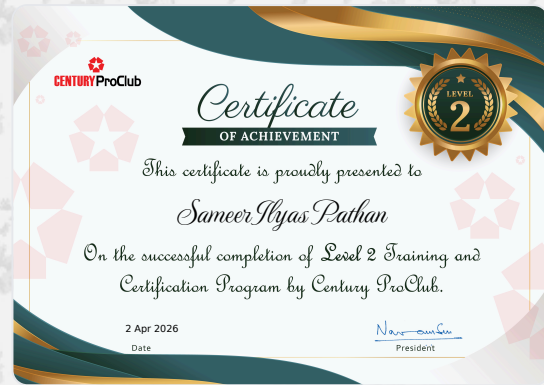 CENTURY ProClub
LEVEL
2
Certificate
OF ACHIEVEMENT
This certificate is proudly presented to
Sameer Ilyas Pathan
On the successful completion of Level 2 Training and
Certification Program by Century ProClub.
2 Apr 2026
Date
President